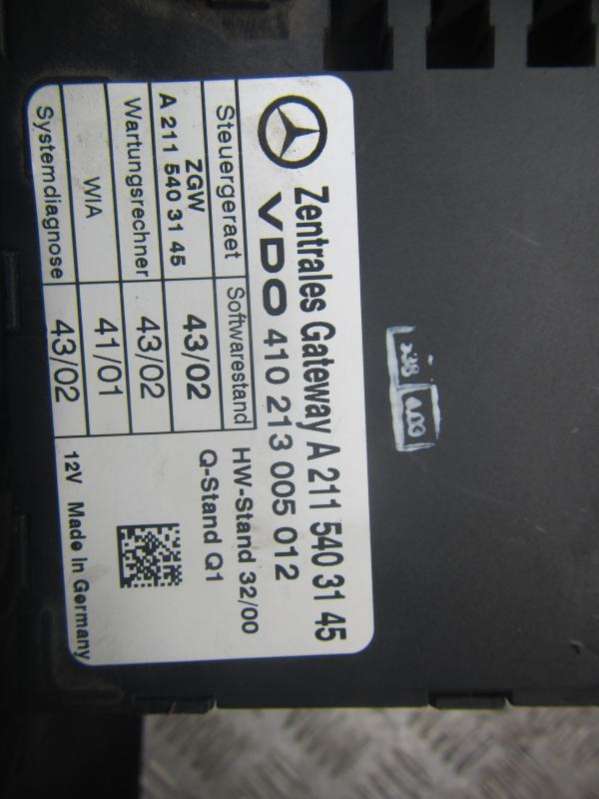 Zentrales Gateway A 211 540 31 45
VDO 410 213 005 012
Steuergeraet Softwarestand HW-Stand 32/00
ZGW 43/02 Q-Stand Q1
A 211 540 31 45
Wartungsrechner 43/02
WIA 41/01
Systemdiagnose 43/02 12V Made In Germany